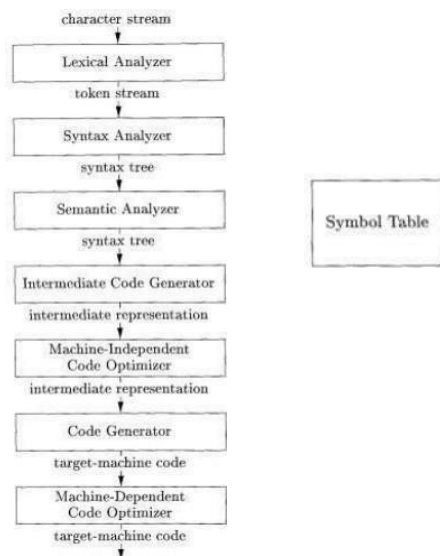 character stream
Lexical Analyzer
token stream
Syntax Analyzer
syntax tree
Semantic Analyzer
syntax tree
Intermediate Code Generator
intermediate representation
Machine-Independent
Code Optimizer
intermediate representation
Code Generator
target-machine code
Machine-Dependent
Code Optimizer
target-machine code
Symbol Table